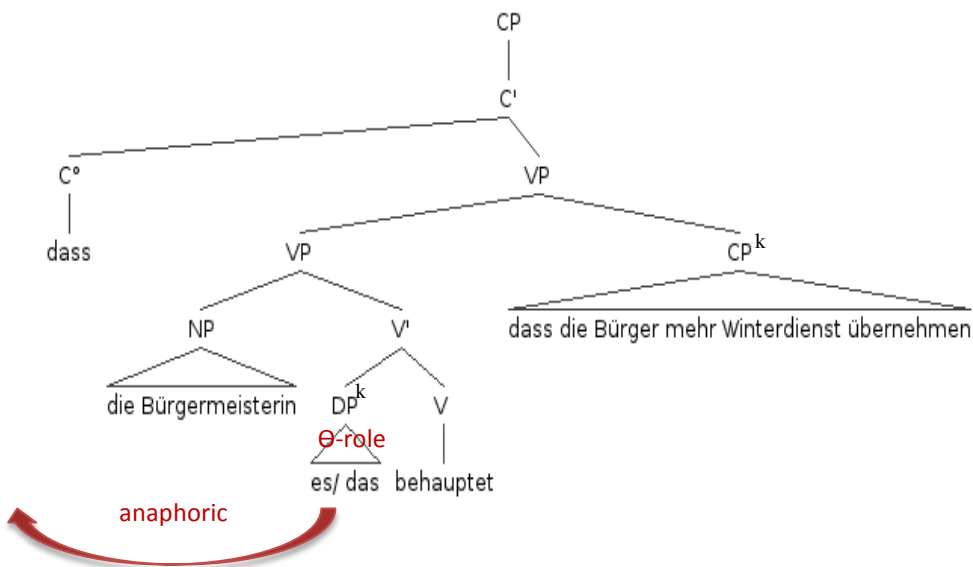 CP
C'
C° VP
dass VP CP k
NP V' dass die Bürger mehr Winterdienst übernehmen
die Bürgermeisterin DP k V
Ө-role
es/ das behauptet
anaphoric